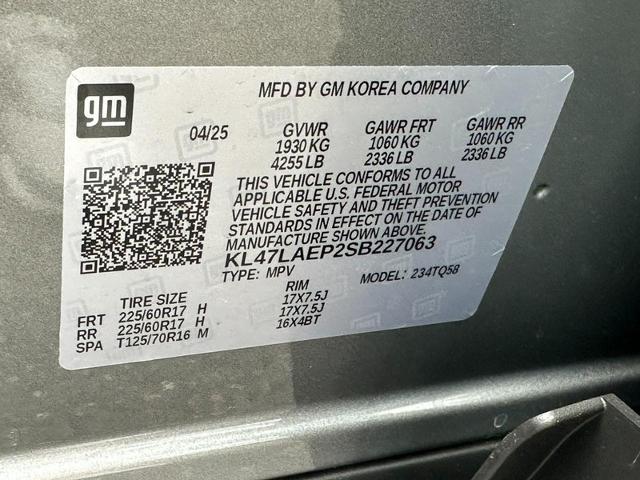 gm
MFD BY GM KOREA COMPANY
04/25 GVWR GAWR FRT GAWR RR
1930 KG 1060 KG 1060 KG
4255 LB 2336 LB 2336 LB
THIS VEHICLE CONFORMS TO ALL
APPLICABLE U.S. FEDERAL MOTOR
VEHICLE SAFETY AND THEFT PREVENTION
STANDARDS IN EFFECT ON THE DATE OF
MANUFACTURE SHOWN ABOVE.
KL47LAEP2SB227063
TYPE: MPV MODEL: 234TQ58
TIRE SIZE RIM
FRT 225/60R17 H 17X7.5J
RR 225/60R17 H 17X7.5J
SPA T125/70R16 M 16X4BT